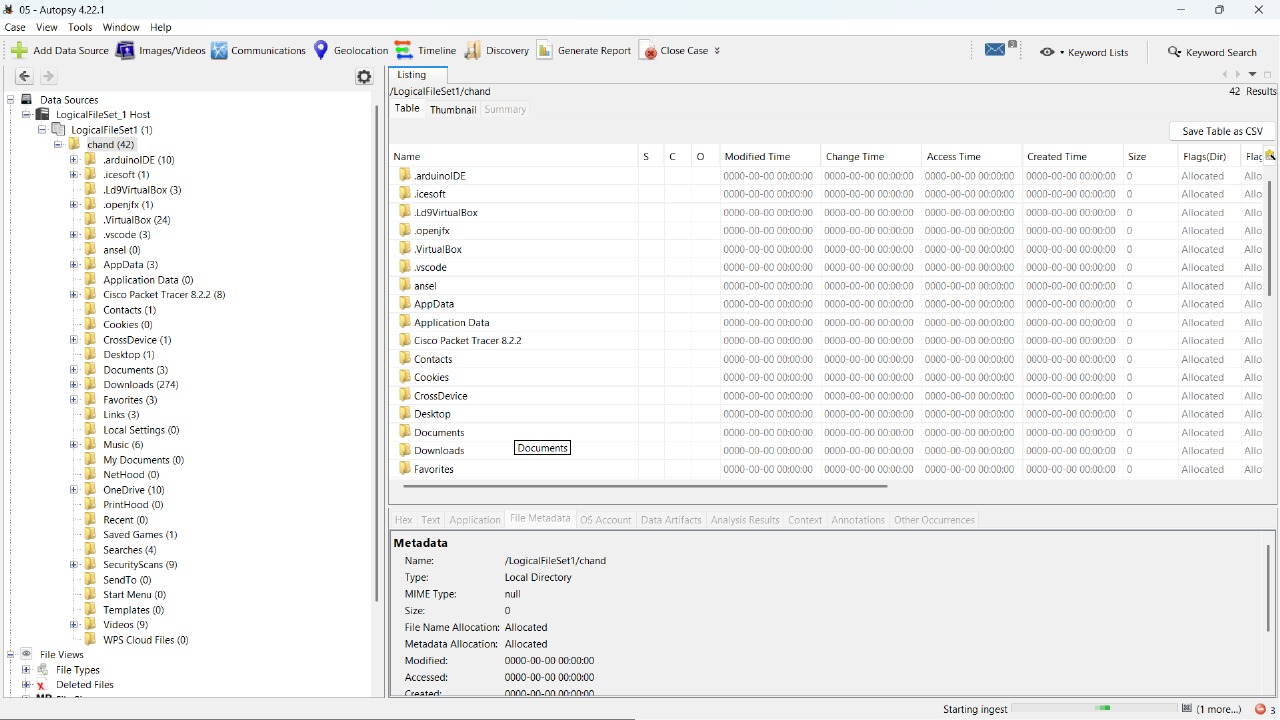 05 - Autopsy 4.22.1
Case View Tools Window Help
Add Data Source Images/Videos Communications Geolocation Timeline Discovery Generate Report Close Case Keyword Lists Keyword Search
Data Sources
LogicalFileSet_1 Host
LogicalFileSet1 (1)
chand (42)
.arduinoIDE (10)
.icesoft (1)
.Ld9VirtualBox (3)
.openjfx (1)
.VirtualBox (24)
.vscode (3)
ansel (0)
AppData (3)
Application Data (0)
Cisco Packet Tracer 8.2.2 (8)
Contacts (1)
Cookies (0)
CrossDevice (1)
Desktop (1)
Documents (3)
Downloads (274)
Favorites (3)
Links (3)
Local Settings (0)
Music (6)
My Documents (0)
NetHood (0)
OneDrive (10)
PrintHood (0)
Recent (0)
Saved Games (1)
Searches (4)
SecurityScans (9)
SendTo (0)
Start Menu (0)
Templates (0)
Videos (9)
WPS Cloud Files (0)
File Views
File Types
Deleted Files
Listing
/LogicalFileSet1/chand 42 Results
Table Thumbnail Summary
Save Table as CSV
Name S C O Modified Time Change Time Access Time Created Time Size Flags(Dir) Flag
.arduinoIDE 0000-00-00 00:00:00 0000-00-00 00:00:00 0000-00-00 00:00:00 0000-00-00 00:00:00 0 Allocated Allo
.icesoft 0000-00-00 00:00:00 0000-00-00 00:00:00 0000-00-00 00:00:00 0000-00-00 00:00:00 0 Allocated Allo
.Ld9VirtualBox 0000-00-00 00:00:00 0000-00-00 00:00:00 0000-00-00 00:00:00 0000-00-00 00:00:00 0 Allocated Allo
.openjfx 0000-00-00 00:00:00 0000-00-00 00:00:00 0000-00-00 00:00:00 0000-00-00 00:00:00 0 Allocated Allo
.VirtualBox 0000-00-00 00:00:00 0000-00-00 00:00:00 0000-00-00 00:00:00 0000-00-00 00:00:00 0 Allocated Allo
.vscode 0000-00-00 00:00:00 0000-00-00 00:00:00 0000-00-00 00:00:00 0000-00-00 00:00:00 0 Allocated Allo
ansel 0000-00-00 00:00:00 0000-00-00 00:00:00 0000-00-00 00:00:00 0000-00-00 00:00:00 0 Allocated Allo
AppData 0000-00-00 00:00:00 0000-00-00 00:00:00 0000-00-00 00:00:00 0000-00-00 00:00:00 0 Allocated Allo
Application Data 0000-00-00 00:00:00 0000-00-00 00:00:00 0000-00-00 00:00:00 0000-00-00 00:00:00 0 Allocated Allo
Cisco Packet Tracer 8.2.2 0000-00-00 00:00:00 0000-00-00 00:00:00 0000-00-00 00:00:00 0000-00-00 00:00:00 0 Allocated Allo
Contacts 0000-00-00 00:00:00 0000-00-00 00:00:00 0000-00-00 00:00:00 0000-00-00 00:00:00 0 Allocated Allo
Cookies 0000-00-00 00:00:00 0000-00-00 00:00:00 0000-00-00 00:00:00 0000-00-00 00:00:00 0 Allocated Allo
CrossDevice 0000-00-00 00:00:00 0000-00-00 00:00:00 0000-00-00 00:00:00 0000-00-00 00:00:00 0 Allocated Allo
Desktop 0000-00-00 00:00:00 0000-00-00 00:00:00 0000-00-00 00:00:00 0000-00-00 00:00:00 0 Allocated Allo
Documents 0000-00-00 00:00:00 0000-00-00 00:00:00 0000-00-00 00:00:00 0000-00-00 00:00:00 0 Allocated Allo
Downloads Documents 0000-00-00 00:00:00 0000-00-00 00:00:00 0000-00-00 00:00:00 0000-00-00 00:00:00 0 Allocated Allo
Favorites 0000-00-00 00:00:00 0000-00-00 00:00:00 0000-00-00 00:00:00 0000-00-00 00:00:00 0 Allocated Allo
Hex Text Application File Metadata OS Account Data Artifacts Analysis Results Context Annotations Other Occurrences
Metadata
Name: /LogicalFileSet1/chand
Type: Local Directory
MIME Type: null
Size: 0
File Name Allocation: Allocated
Metadata Allocation: Allocated
Modified: 0000-00-00 00:00:00
Accessed: 0000-00-00 00:00:00
Created: 0000-00-00 00:00:00
Starting ingest (1 more...) 3